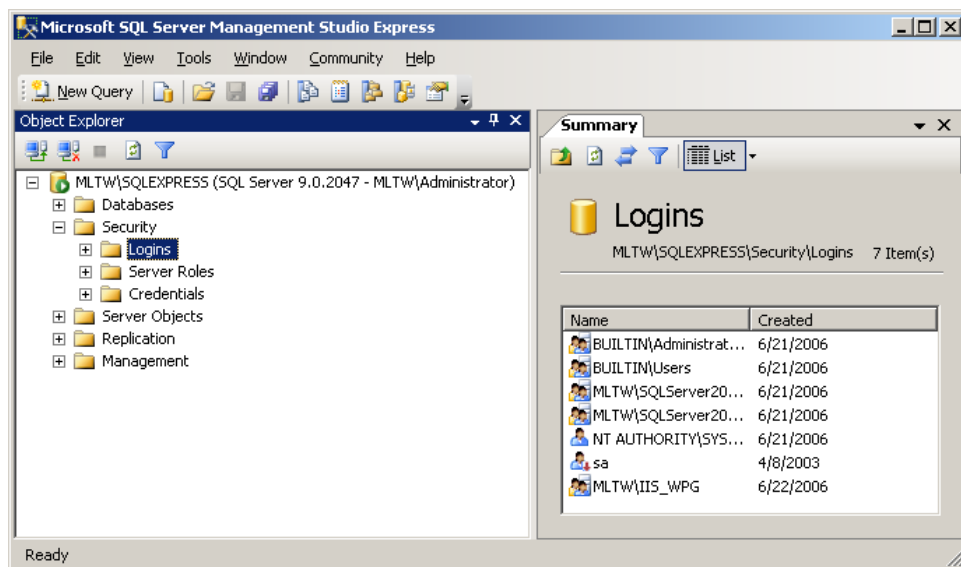 Microsoft SQL Server Management Studio Express
File Edit View Tools Window Community Help
New Query
Object Explorer
MLTW\SQLEXPRESS (SQL Server 9.0.2047 - MLTW\Administrator)
Databases
Security
Logins
Server Roles
Credentials
Server Objects
Replication
Management
Summary
List
Logins
MLTW\SQLEXPRESS\Security\Logins 7 Item(s)
Name Created
BUILTIN\Administrat... 6/21/2006
BUILTIN\Users 6/21/2006
MLTW\SQLServer20... 6/21/2006
MLTW\SQLServer20... 6/21/2006
NT AUTHORITY\SYS... 6/21/2006
sa 4/8/2003
MLTW\IIS_WPG 6/22/2006
Ready